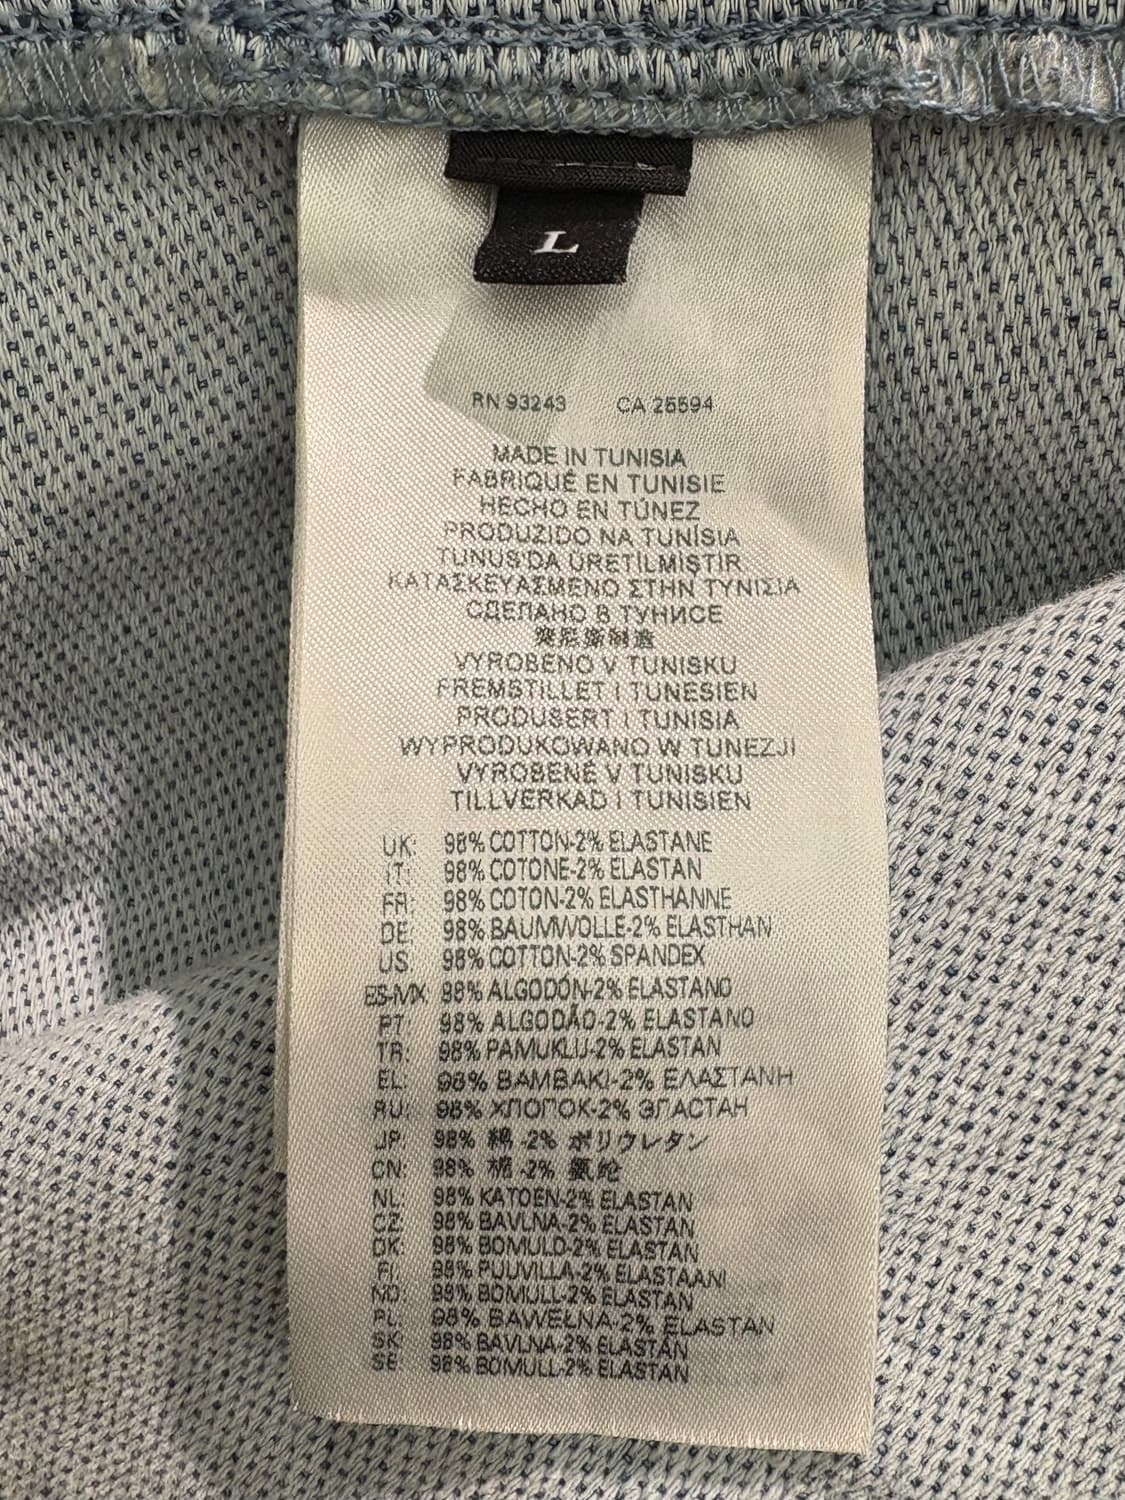 L
RN 93243 CA 25594
MADE IN TUNISIA
FABRIQUÉ EN TUNISIE
HECHO EN TÚNEZ
PRODUZIDO NA TUNÍSIA
TUNUS'DA ÜRETİLMİŞTİR
ΚΑΤΑΣΚΕΥΑΣΜΕΝΟ ΣΤΗΝ ΤΥΝΙΣΙΑ
СДЕЛАНО В ТУНИСЕ
突尼斯制造
VYROBENO V TUNISKU
FREMSTILLET I TUNESIEN
PRODUSERT I TUNISIA
WYPRODUKOWANO W TUNEZJI
VYROBENÉ V TUNISKU
TILLVERKAD I TUNISIEN
UK: 98% COTTON-2% ELASTANE
IT: 98% COTONE-2% ELASTAN
FR: 98% COTON-2% ELASTHANNE
DE: 98% BAUMWOLLE-2% ELASTHAN
US: 98% COTTON-2% SPANDEX
ES-MX: 98% ALGODÓN-2% ELASTANO
PT: 98% ALGODÃO-2% ELASTANO
TR: 98% PAMUKLU-2% ELASTAN
EL: 98% ΒΑΜΒΑΚΙ-2% ΕΛΑΣΤΑΝΗ
RU: 98% ХЛОПОК-2% ЭЛАСТАН
JP: 98% 綿 -2% ポリウレタン
CN: 98% 棉 -2% 氨纶
NL: 98% KATOEN-2% ELASTAN
CZ: 98% BAVLNA-2% ELASTAN
DK: 98% BOMULD-2% ELASTAN
FI: 98% PUUVILLA-2% ELASTAANI
NO: 98% BOMULL-2% ELASTAN
PL: 98% BAWEŁNA-2% ELASTAN
SK: 98% BAVLNA-2% ELASTAN
SE: 98% BOMULL-2% ELASTAN